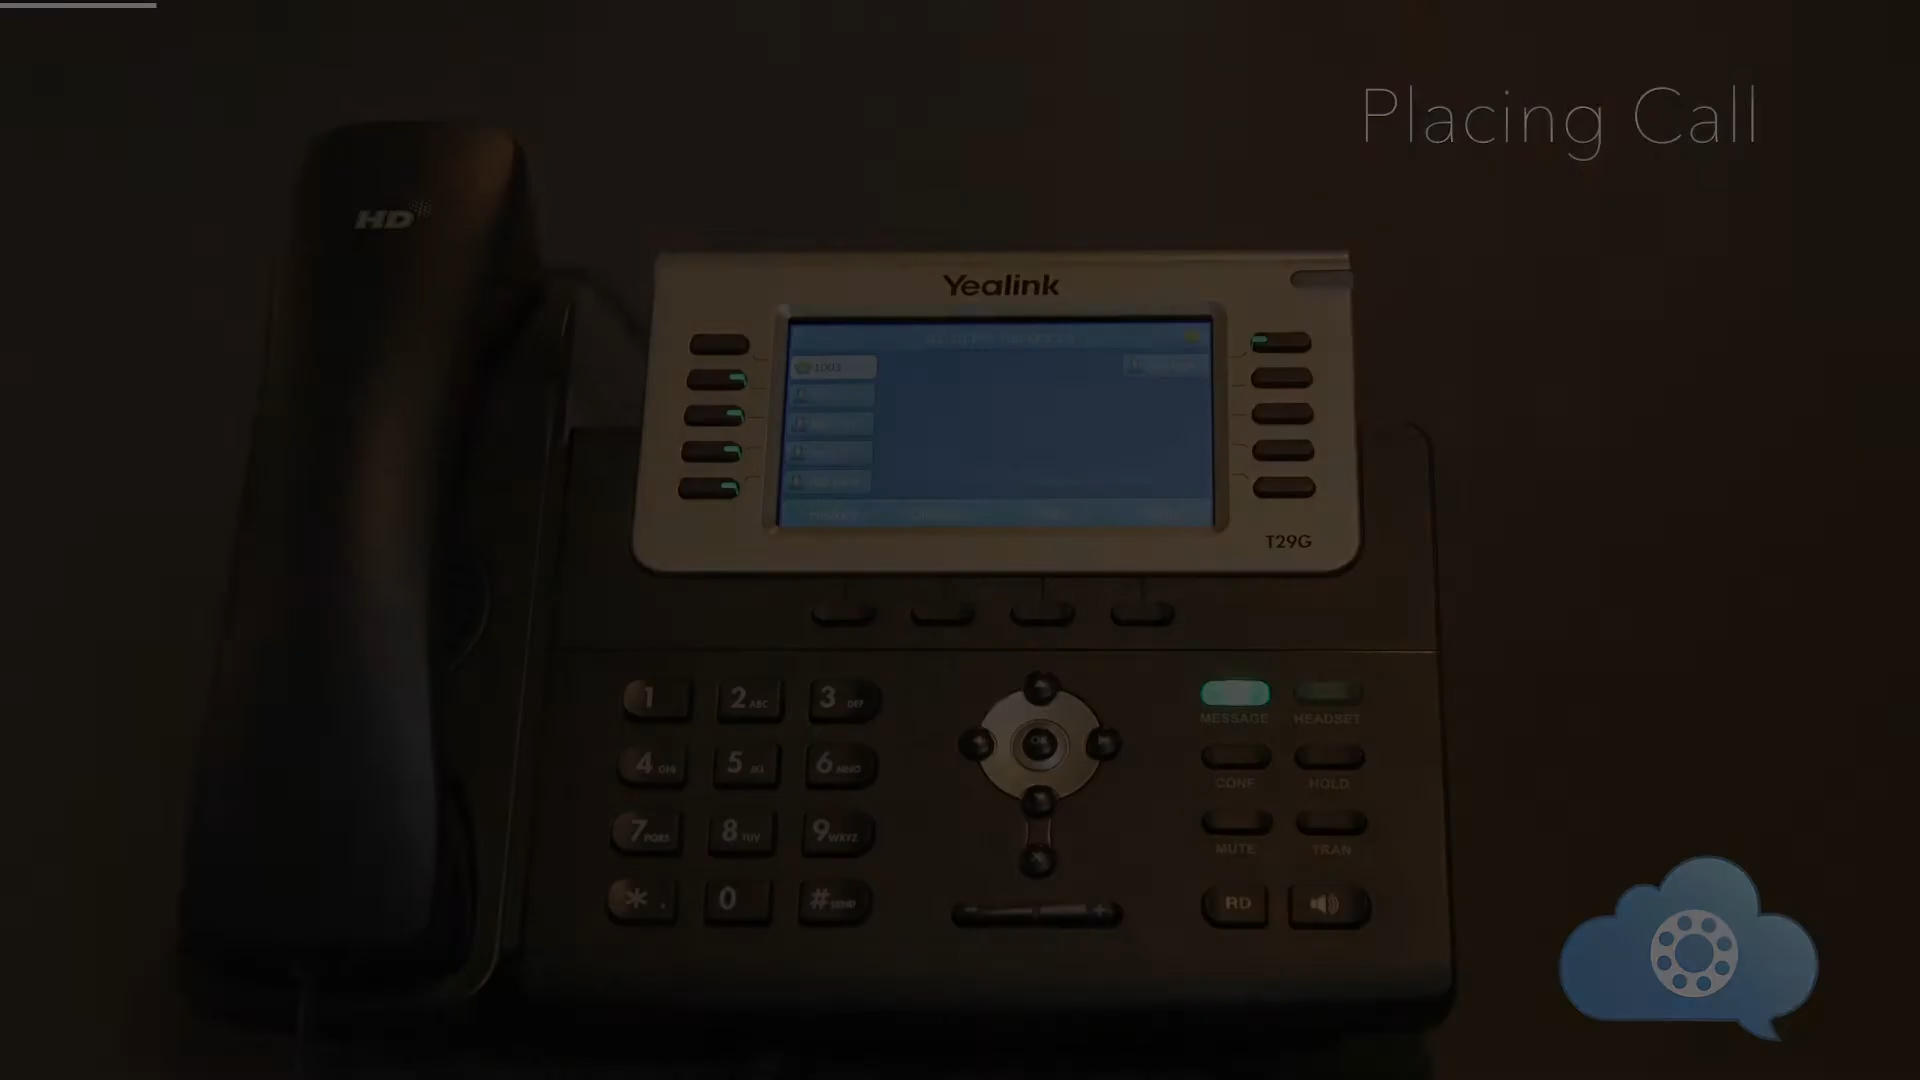 Placing Call
HD
Yealink
1003
T29G
1 2 ABC 3 DEF
MESSAGE HEADSET
4 GHI 5 JKL 6 MNO
OK
CONF HOLD
7 PQRS 8 TUV 9 WXYZ
MUTE TRAN
* . 0 # SEND
- +
RD